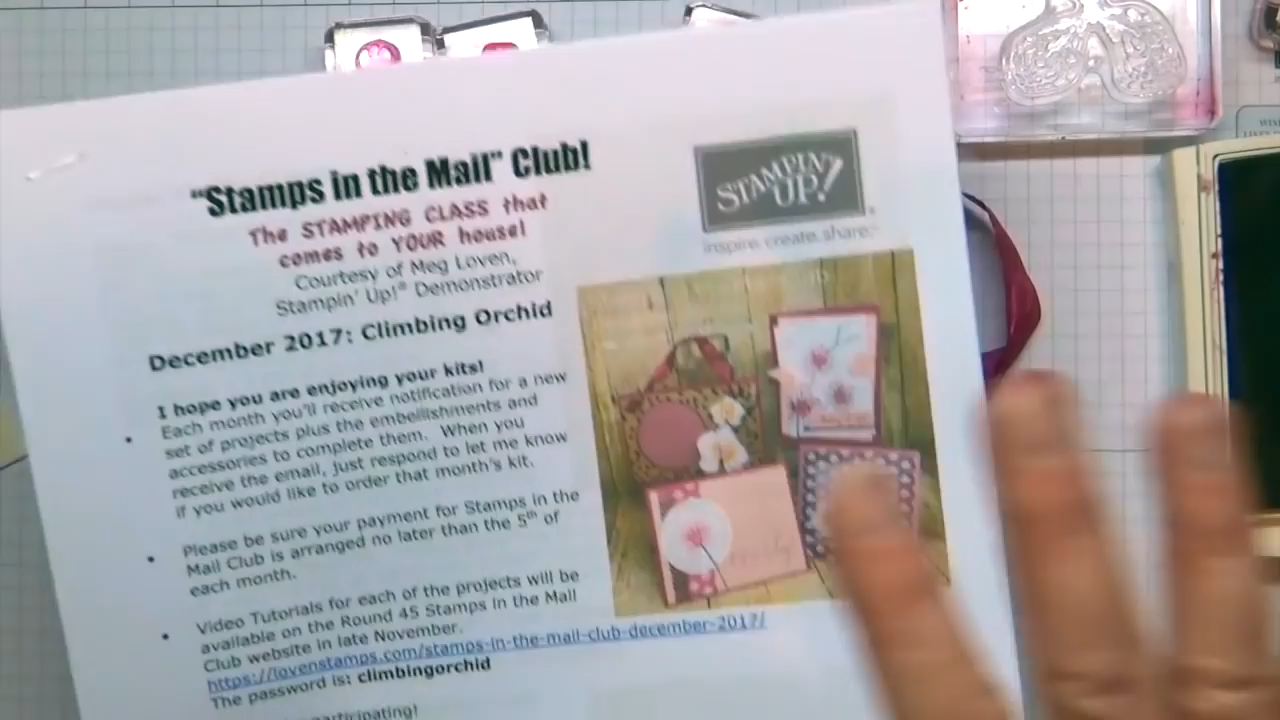 "Stamps in the Mail" Club!
The STAMPING CLASS that
comes to YOUR house!
Courtesy of Meg Loven,
Stampin' Up!® Demonstrator
STAMPIN' UP!
inspire. create. share.
December 2017: Climbing Orchid
I hope you are enjoying your kits!
• Each month you'll receive notification for a new
set of projects plus the embellishments and
accessories to complete them. When you
receive the email, just respond to let me know
if you would like to order that month's kit.
• Please be sure your payment for Stamps in the
Mail Club is arranged no later than the 5th of
each month.
• Video Tutorials for each of the projects will be
available on the Round 45 Stamps in the Mail
Club website in late November.
https://lovenstamps.com/stamps-in-the-mail-club-december-2017/
The password is: climbingorchid
participating!